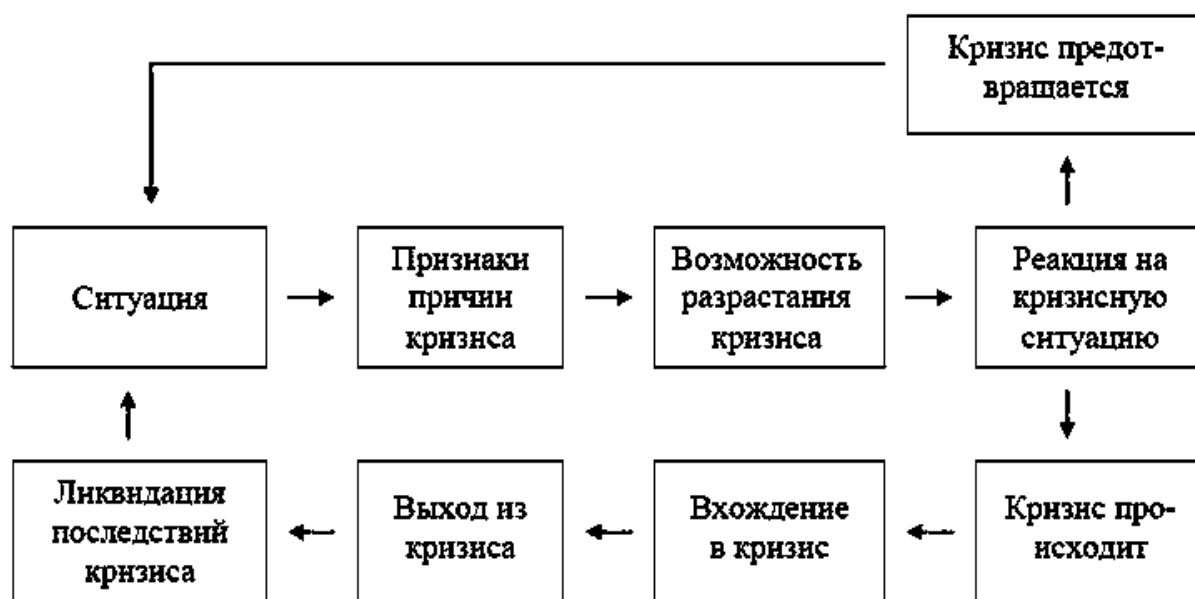 Кризис предот-
вращается
Ситуация
Признаки
причин
кризиса
Возможность
разрастания
кризиса
Реакция на
кризисную
ситуацию
Ликвидация
последствий
кризиса
Выход из
кризиса
Вхождение
в кризис
Кризис про-
исходит